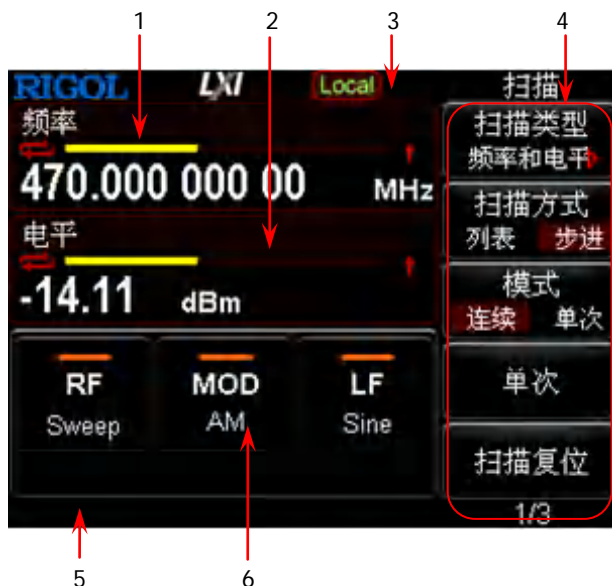 1 2 3 4
RIGOL LXI Local 扫描
频率
470.000 000 00 MHz
电平
-14.11 dBm
扫描类型
频率和电平
扫描方式
列表 步进
模式
连续 单次
单次
扫描复位
1/3
RF MOD LF
Sweep AM Sine
5 6